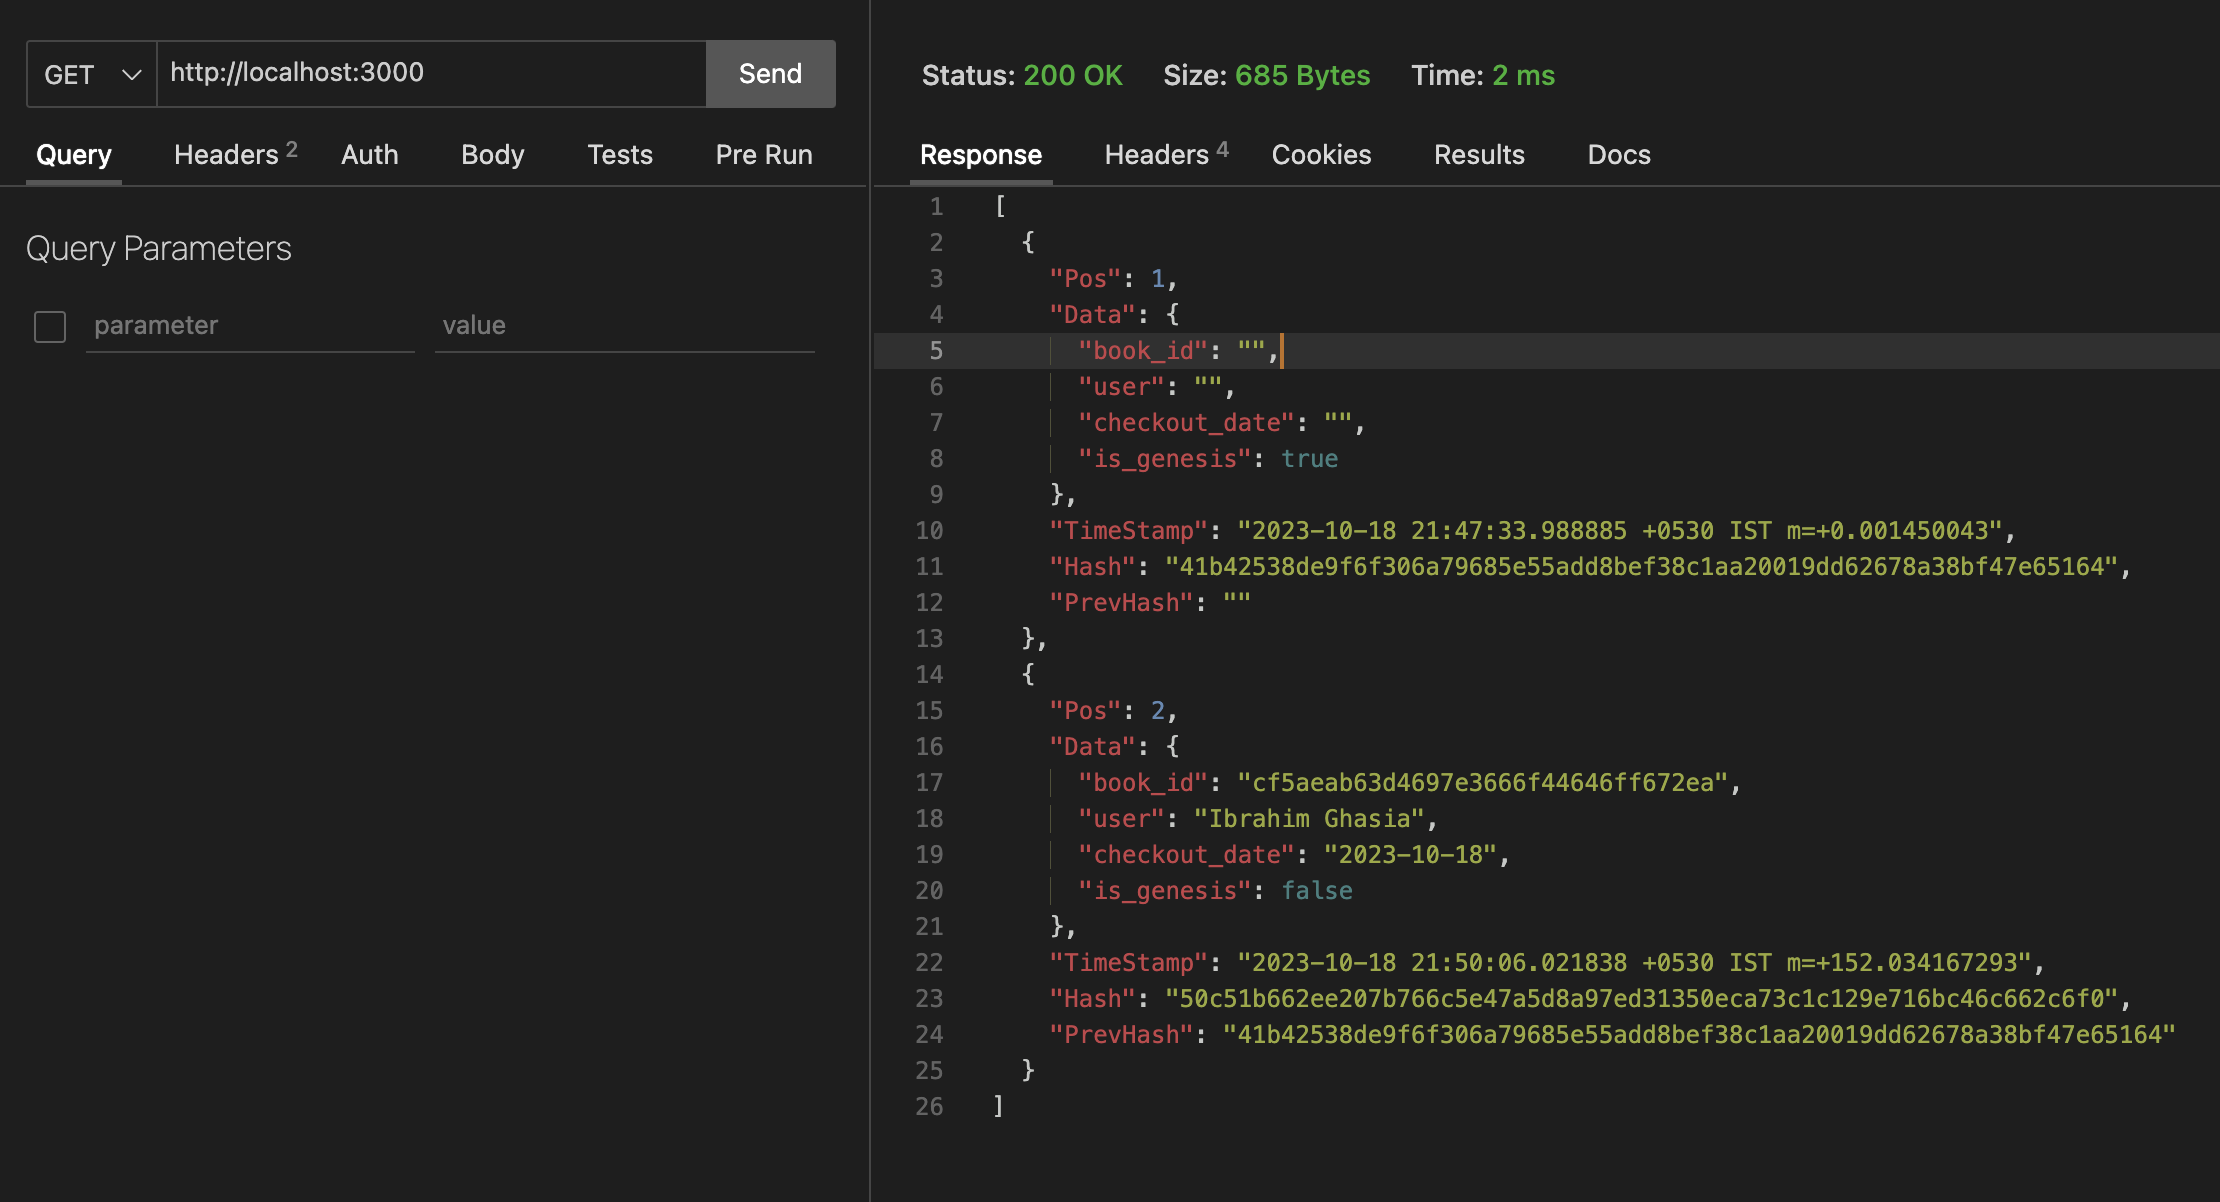 GET http://localhost:3000 Send
Query Headers 2 Auth Body Tests Pre Run
Query Parameters
parameter value
Status: 200 OK Size: 685 Bytes Time: 2 ms
Response Headers 4 Cookies Results Docs
1 [
2 {
3 "Pos": 1,
4 "Data": {
5 "book_id": "",
6 "user": "",
7 "checkout_date": "",
8 "is_genesis": true
9 },
10 "TimeStamp": "2023-10-18 21:47:33.988885 +0530 IST m=+0.001450043",
11 "Hash": "41b42538de9f6f306a79685e55add8bef38c1aa20019dd62678a38bf47e65164",
12 "PrevHash": ""
13 },
14 {
15 "Pos": 2,
16 "Data": {
17 "book_id": "cf5aeab63d4697e3666f44646ff672ea",
18 "user": "Ibrahim Ghasia",
19 "checkout_date": "2023-10-18",
20 "is_genesis": false
21 },
22 "TimeStamp": "2023-10-18 21:50:06.021838 +0530 IST m=+152.034167293",
23 "Hash": "50c51b662ee207b766c5e47a5d8a97ed31350eca73c1c129e716bc46c662c6f0",
24 "PrevHash": "41b42538de9f6f306a79685e55add8bef38c1aa20019dd62678a38bf47e65164"
25 }
26 ]